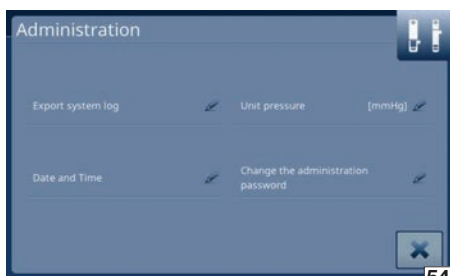 Administration
Export system log
Unit pressure [mmHg]
Date and Time
Change the administration
password
54